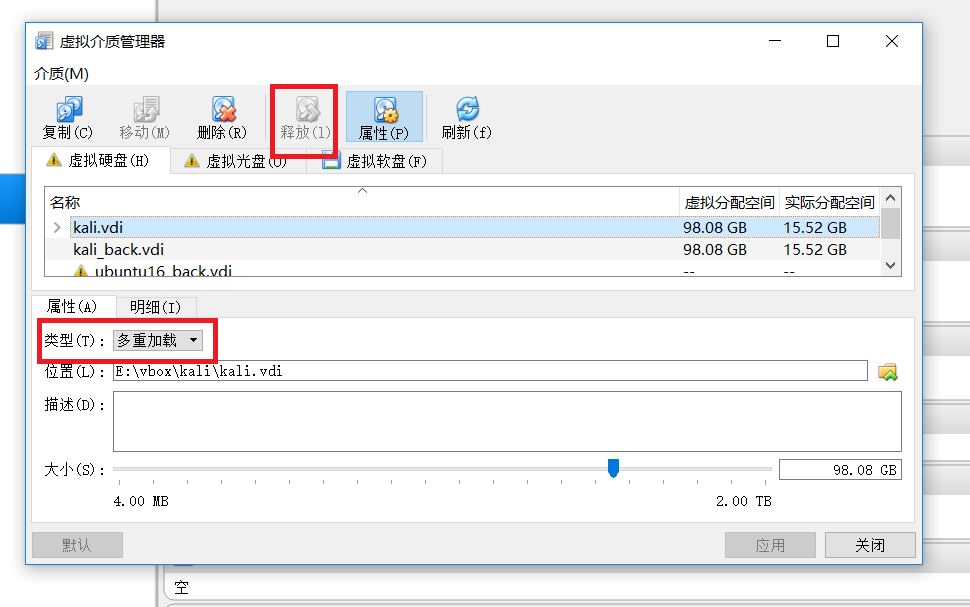 虚拟介质管理器
介质(M)
复制(C) 移动(M) 删除(R) 释放(l) 属性(P) 刷新(f)
虚拟硬盘(H) 虚拟光盘(O) 虚拟软盘(F)
名称 虚拟分配空间 实际分配空间
kali.vdi 98.08 GB 15.52 GB
kali_back.vdi 98.08 GB 15.52 GB
ubuntu16_back.vdi -- --
属性(A) 明细(I)
类型(T): 多重加载
位置(L): E:\vbox\kali\kali.vdi
描述(D):
大小(S): 98.08 GB
4.00 MB 2.00 TB
默认 应用 关闭
空